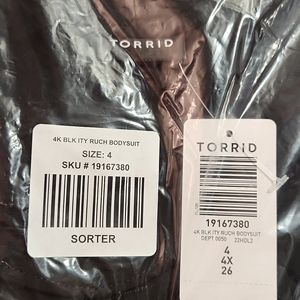 TORRID
4K BLK ITY RUCH BODYSUIT
SIZE: 4
SKU # 19167380
SORTER
TORRID
19167380
4K BLK ITY RUCH BODYSUIT
DEPT 0050 22HOL2
4
4X
26